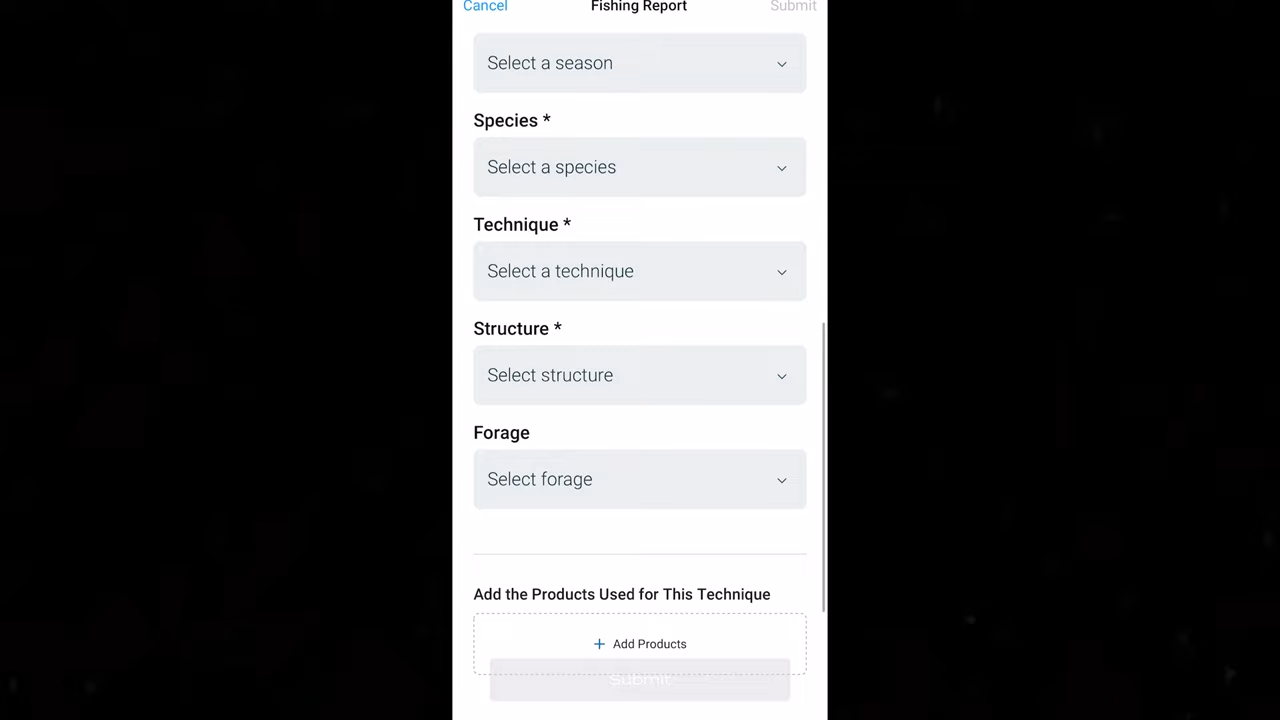 Cancel Fishing Report Submit
Select a season
Species *
Select a species
Technique *
Select a technique
Structure *
Select structure
Forage
Select forage
Add the Products Used for This Technique
+ Add Products
Submit